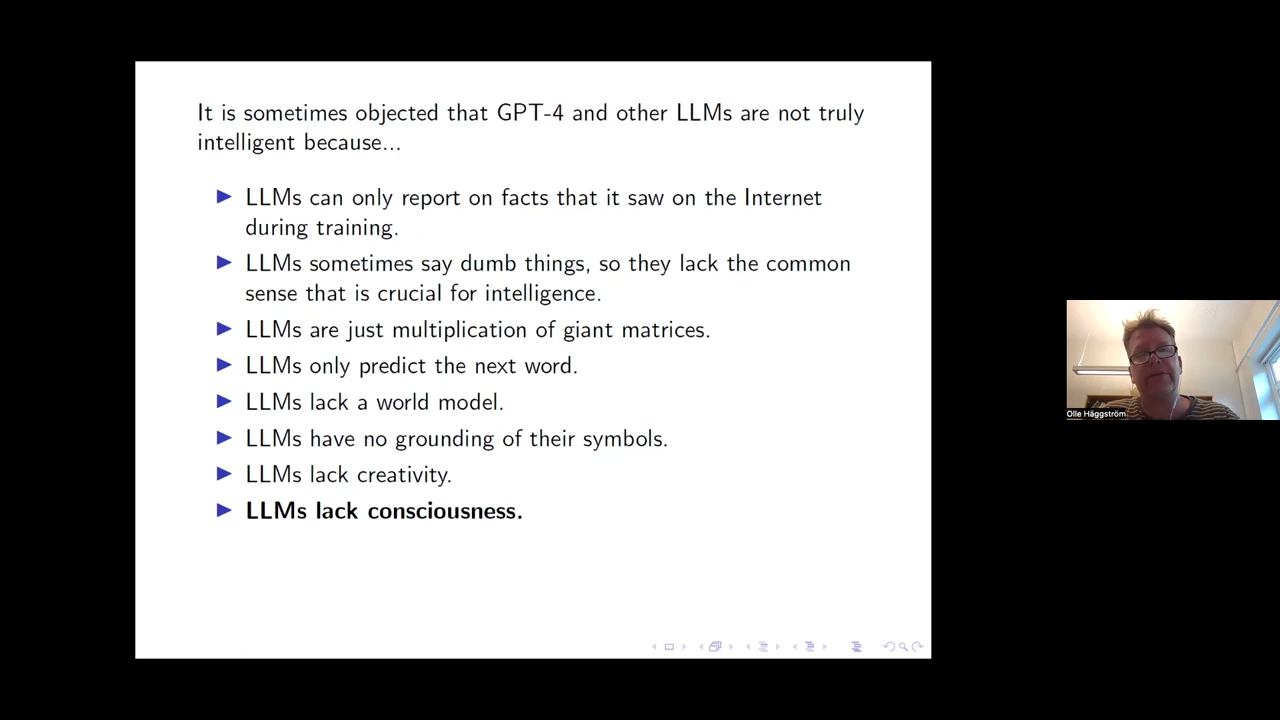 It is sometimes objected that GPT-4 and other LLMs are not truly
intelligent because...
▶ LLMs can only report on facts that it saw on the Internet
during training.
▶ LLMs sometimes say dumb things, so they lack the common
sense that is crucial for intelligence.
▶ LLMs are just multiplication of giant matrices.
▶ LLMs only predict the next word.
▶ LLMs lack a world model.
▶ LLMs have no grounding of their symbols.
▶ LLMs lack creativity.
▶ LLMs lack consciousness.
Olle Häggström